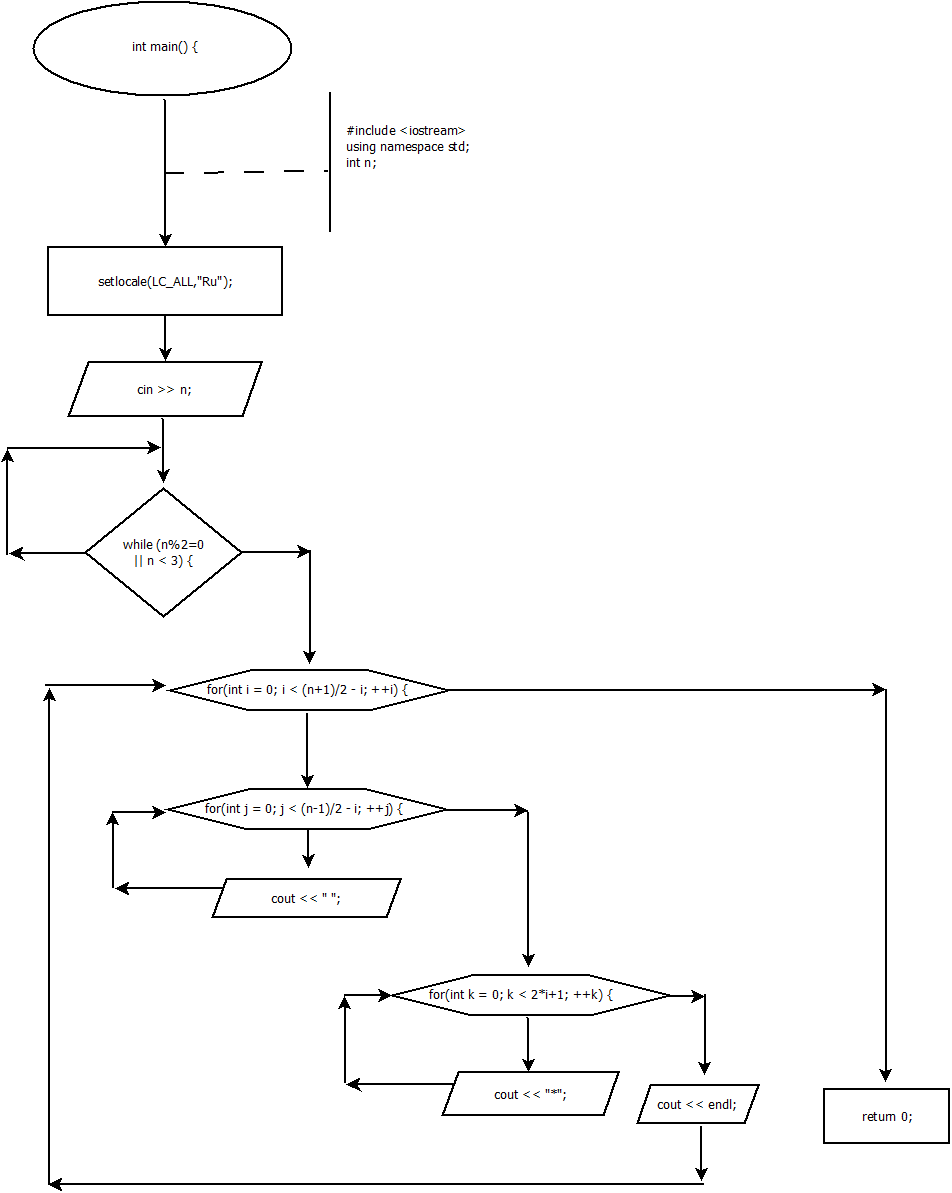 int main() {
#include <iostream>
using namespace std;
int n;
setlocale(LC_ALL,"Ru");
cin >> n;
while (n%2=0
|| n < 3) {
for(int i = 0; i < (n+1)/2 - i; ++i) {
for(int j = 0; j < (n-1)/2 - i; ++j) {
cout << " ";
for(int k = 0; k < 2*i+1; ++k) {
cout << "*";
cout << endl;
return 0;